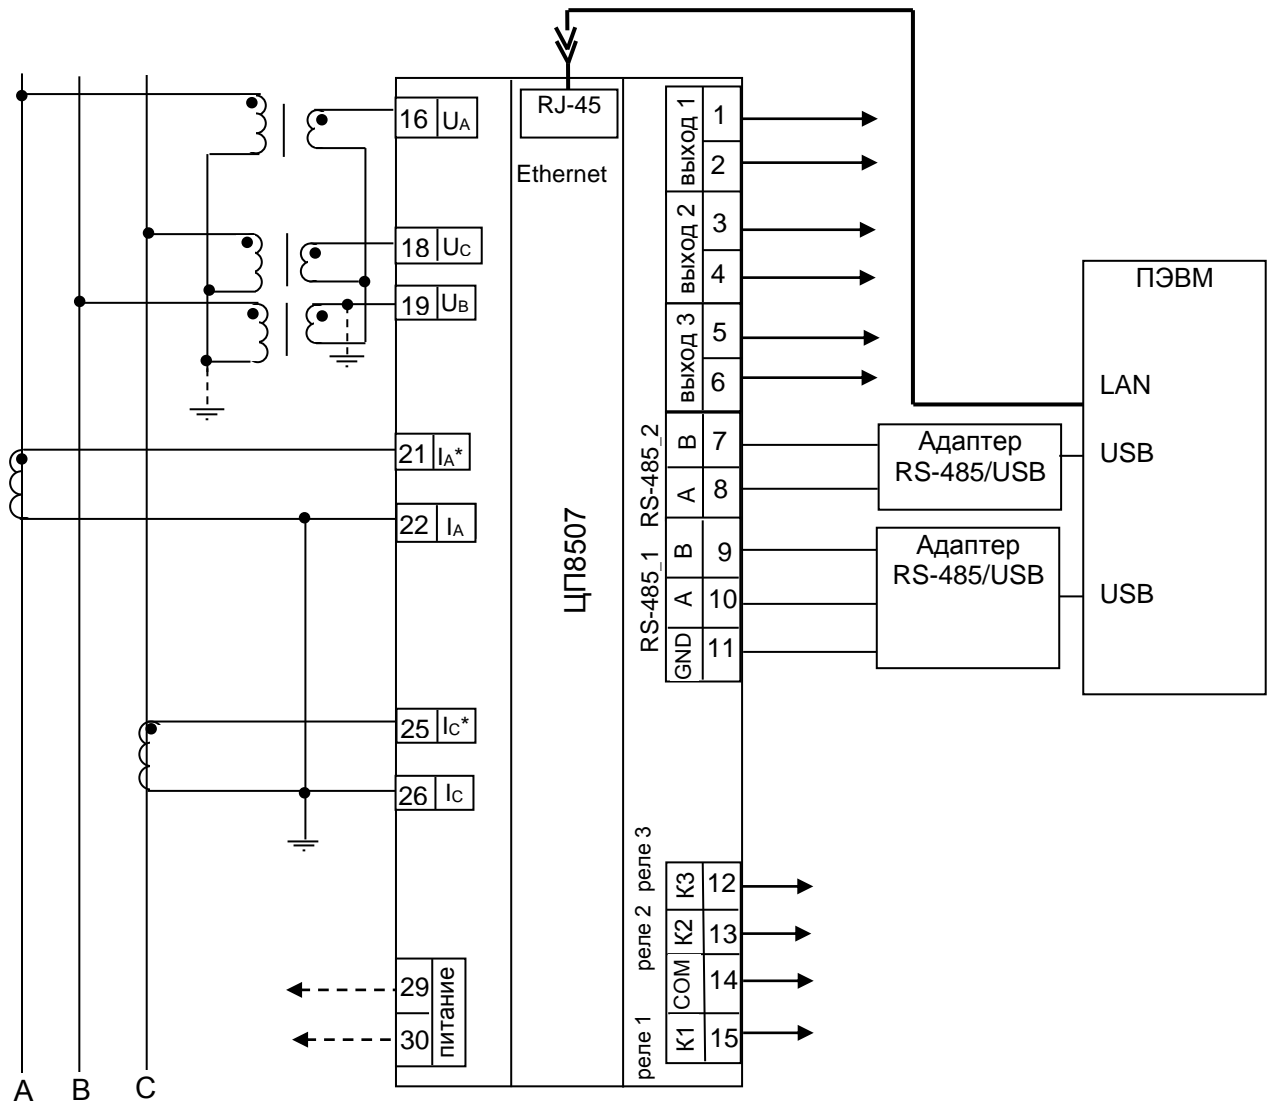 RJ-45
Ethernet
16 UA
18 UC
19 UB
21 IA*
22 IA
25 IC*
26 IC
29
30
питание
ЦП8507
выход 1
1
2
выход 2
3
4
выход 3
5
6
RS-485_2
B 7
A 8
RS-485_1
B 9
A 10
GND 11
реле 3
К3 12
реле 2
К2 13
COM 14
реле 1
К1 15
Адаптер
RS-485/USB
Адаптер
RS-485/USB
ПЭВМ
LAN
USB
USB
A B C